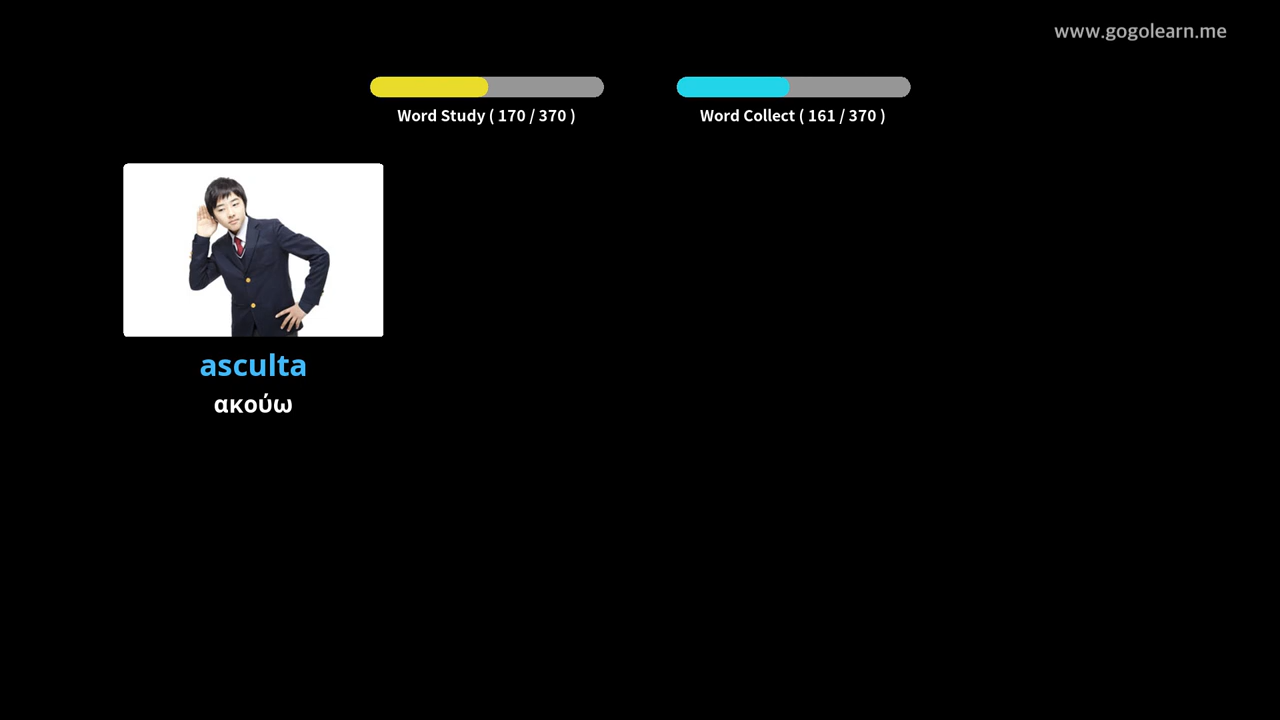 www.gogolearn.me
Word Study ( 170 / 370 )
Word Collect ( 161 / 370 )
asculta
ακούω